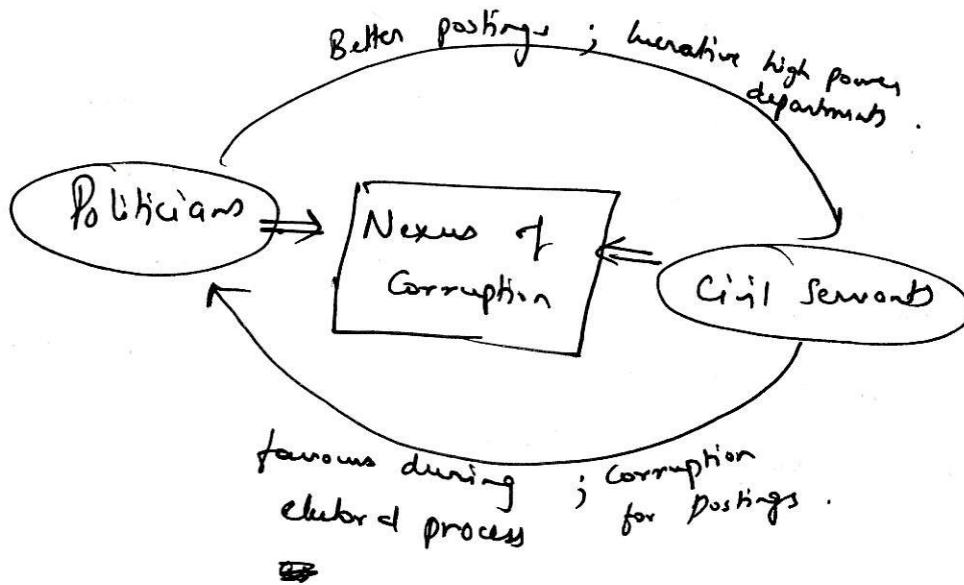 Better postings ; lucrative high power
departments.
Politicians
Nexus of
Corruption
Civil Servants
favours during ; corruption
electoral process for postings.